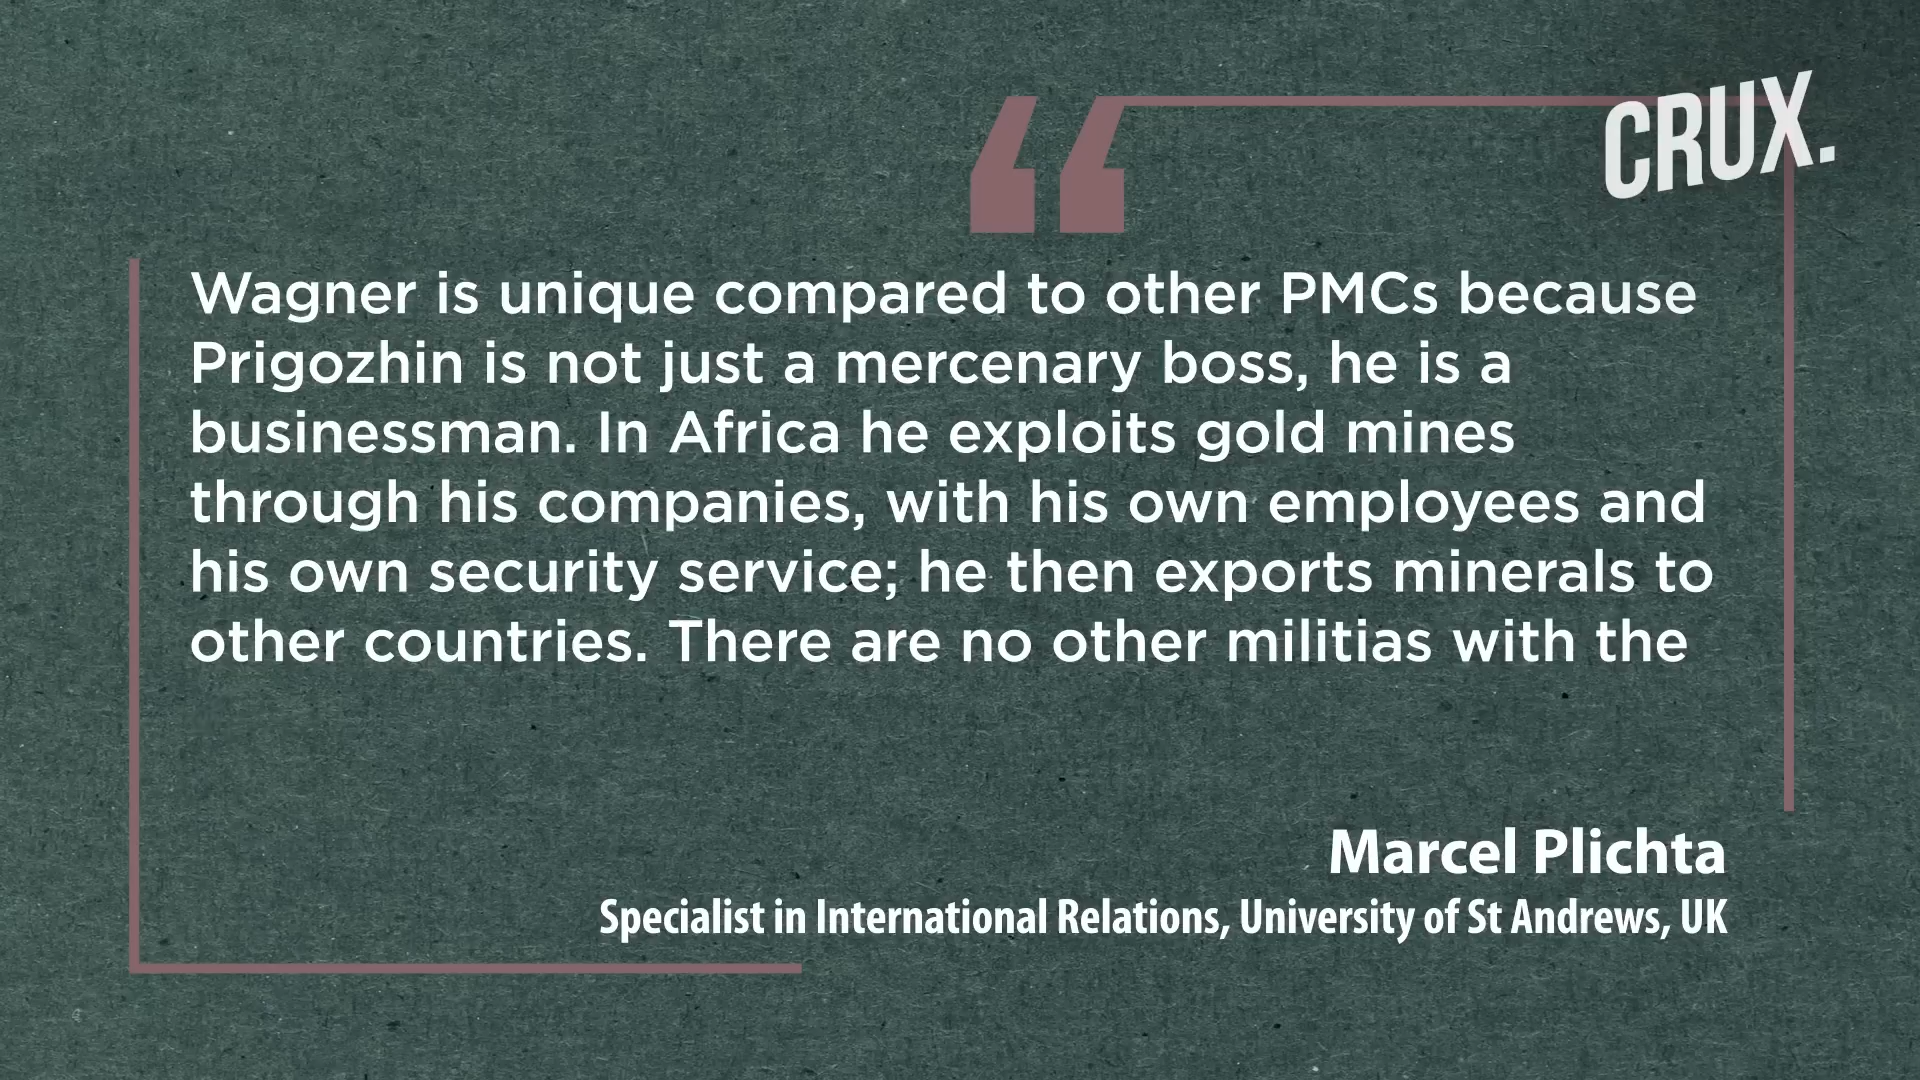 CRUX.
Wagner is unique compared to other PMCs because
Prigozhin is not just a mercenary boss, he is a
businessman. In Africa he exploits gold mines
through his companies, with his own employees and
his own security service; he then exports minerals to
other countries. There are no other militias with the
Marcel Plichta
Specialist in International Relations, University of St Andrews, UK